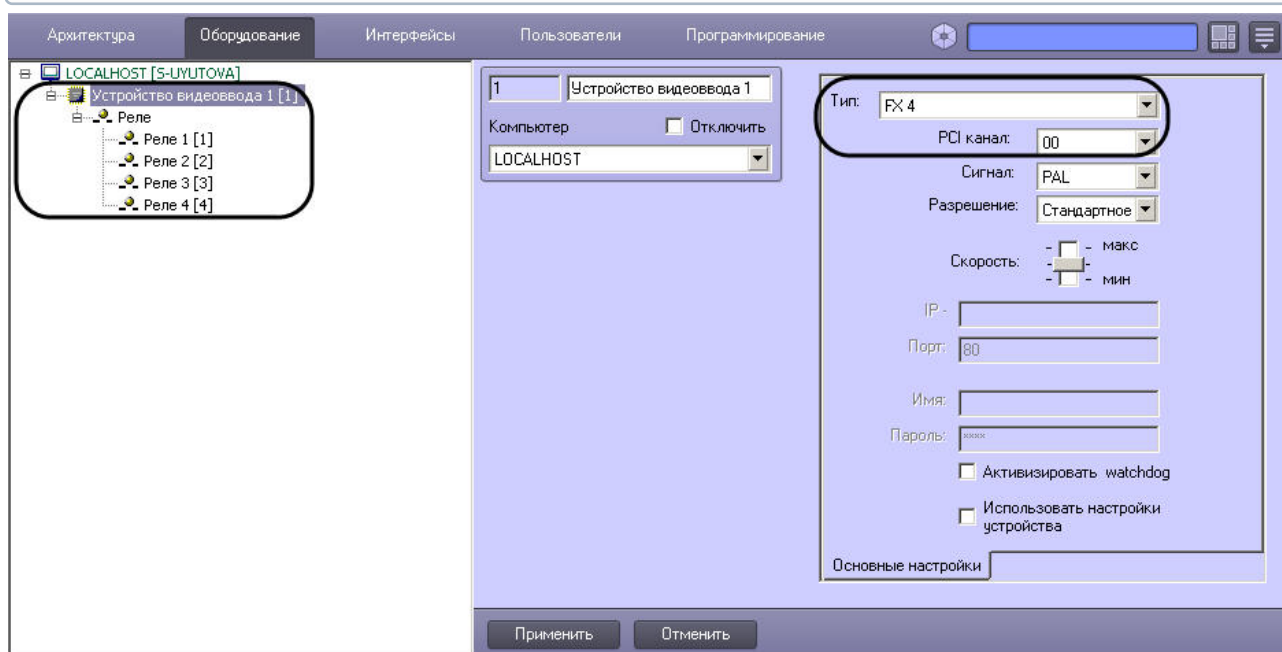 Архитектура Оборудование Интерфейсы Пользователи Программирование
LOCALHOST [S-UYUTOVA]
Устройство видеоввода 1 [1]
Реле
Реле 1 [1]
Реле 2 [2]
Реле 3 [3]
Реле 4 [4]
1 Устройство видеоввода 1
Компьютер Отключить
LOCALHOST
Тип: FX 4
PCI канал: 00
Сигнал: PAL
Разрешение: Стандартное
- - макс
Скорость: - -
- - мин
IP -
Порт: 80
Имя:
Пароль: ****
Активизировать watchdog
Использовать настройки
устройства
Основные настройки
Применить Отменить